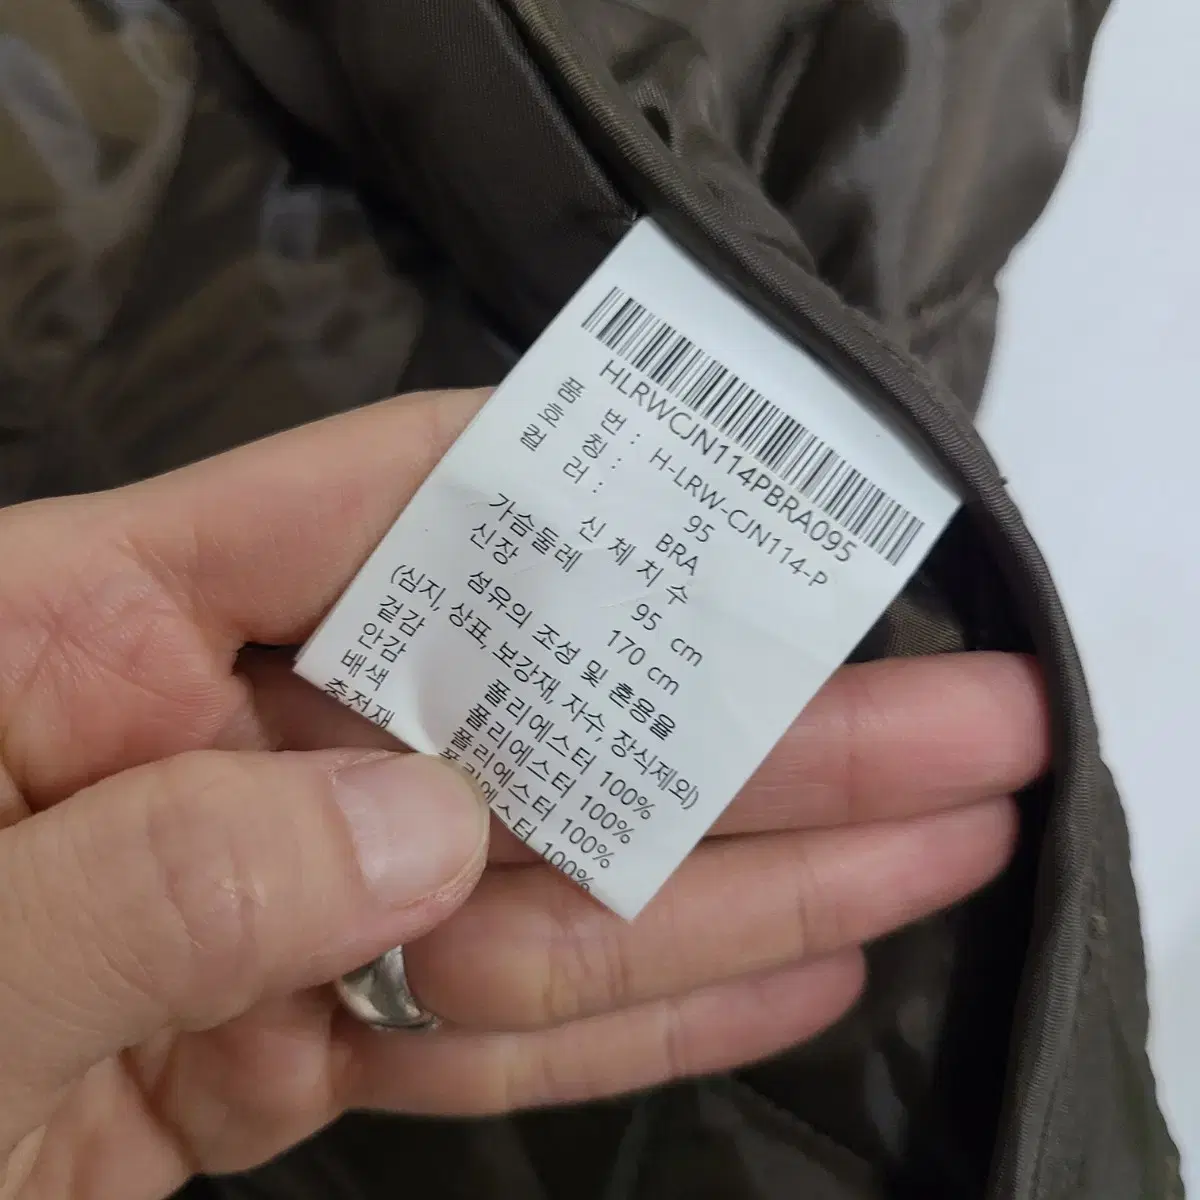 HLRWCJN114PBRA095
품 번 : H-LRW-CJN114-P
호 칭 : 95
컬 러 : BRA
신 체 치 수
가슴둘레 95 cm
신장 170 cm
섬유의 조성 및 혼용율
(심지, 상표, 보강재, 자수, 장식제외)
겉감 폴리에스터 100%
안감 폴리에스터 100%
배색 폴리에스터 100%
충전재 폴리에스터 100%